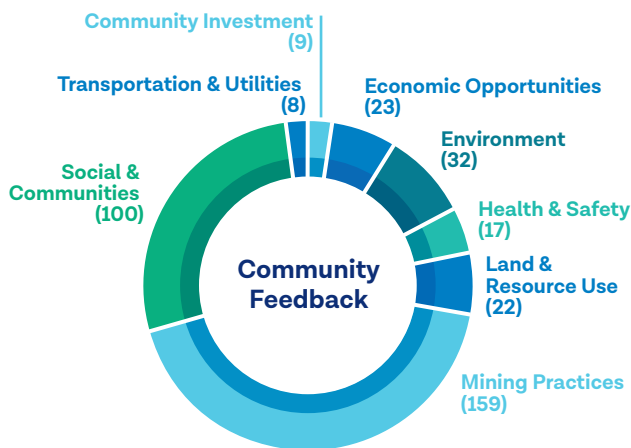 Community Investment
(9)
Transportation & Utilities
(8)
Economic Opportunities
(23)
Environment
(32)
Social &
Communities
(100)
Health & Safety
(17)
Community
Feedback
Land &
Resource Use
(22)
Mining Practices
(159)